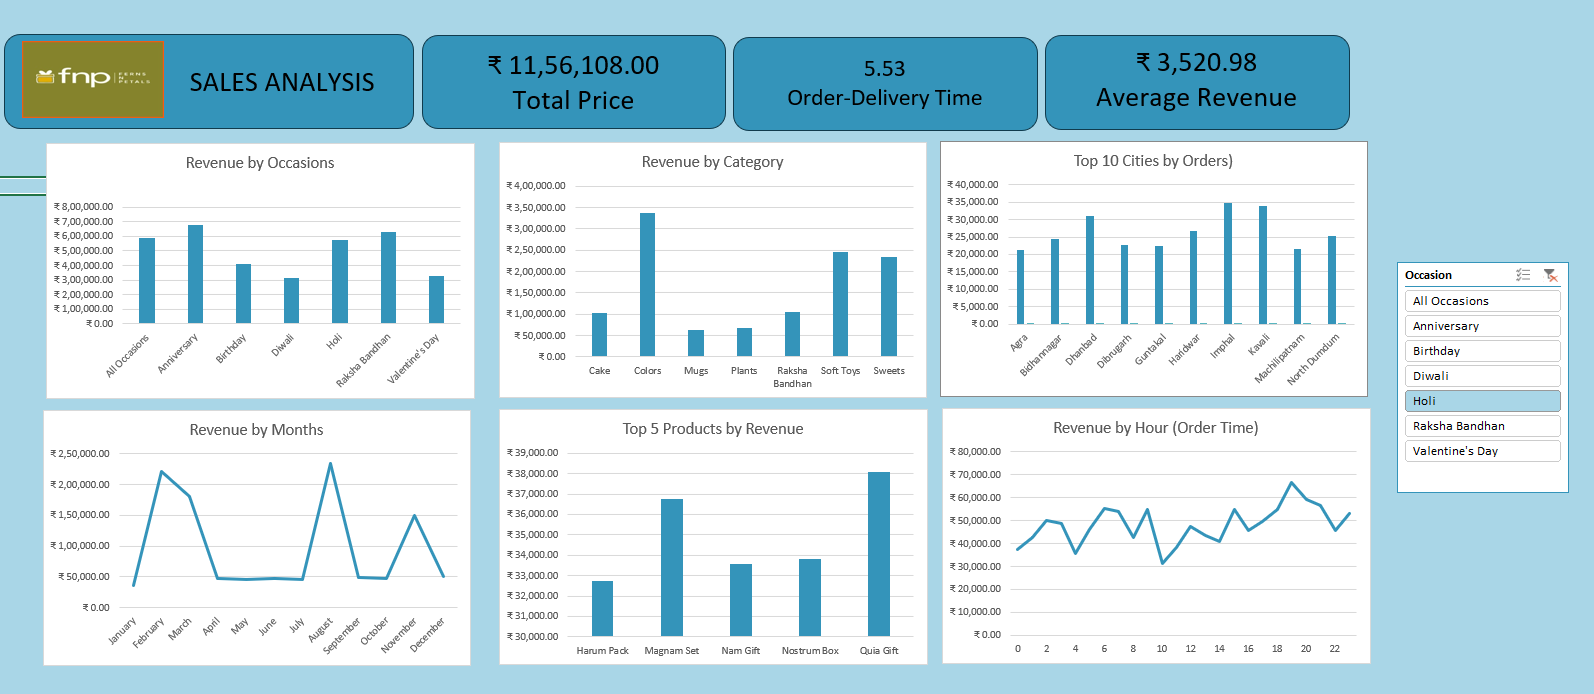 fnp FERNS N PETALS
SALES ANALYSIS
₹ 11,56,108.00
Total Price
5.53
Order-Delivery Time
₹ 3,520.98
Average Revenue
Revenue by Occasions
₹ 8,00,000.00
₹ 7,00,000.00
₹ 6,00,000.00
₹ 5,00,000.00
₹ 4,00,000.00
₹ 3,00,000.00
₹ 2,00,000.00
₹ 1,00,000.00
₹ 0.00
All Occasions
Anniversary
Birthday
Diwali
Holi
Raksha Bandhan
Valentine's Day
Revenue by Category
₹ 4,00,000.00
₹ 3,50,000.00
₹ 3,00,000.00
₹ 2,50,000.00
₹ 2,00,000.00
₹ 1,50,000.00
₹ 1,00,000.00
₹ 50,000.00
₹ 0.00
Cake
Colors
Mugs
Plants
Raksha
Bandhan
Soft Toys
Sweets
Top 10 Cities by Orders)
₹ 40,000.00
₹ 35,000.00
₹ 30,000.00
₹ 25,000.00
₹ 20,000.00
₹ 15,000.00
₹ 10,000.00
₹ 5,000.00
₹ 0.00
Agra
Bidhannagar
Dhanbad
Dibrugarh
Guntakal
Haridwar
Imphal
Kavali
Machilipatnam
North Dumdum
Occasion
All Occasions
Anniversary
Birthday
Diwali
Holi
Raksha Bandhan
Valentine's Day
Revenue by Months
₹ 2,50,000.00
₹ 2,00,000.00
₹ 1,50,000.00
₹ 1,00,000.00
₹ 50,000.00
₹ 0.00
January
February
March
April
May
June
July
August
September
October
November
December
Top 5 Products by Revenue
₹ 39,000.00
₹ 38,000.00
₹ 37,000.00
₹ 36,000.00
₹ 35,000.00
₹ 34,000.00
₹ 33,000.00
₹ 32,000.00
₹ 31,000.00
₹ 30,000.00
Harum Pack
Magnam Set
Nam Gift
Nostrum Box
Quia Gift
Revenue by Hour (Order Time)
₹ 80,000.00
₹ 70,000.00
₹ 60,000.00
₹ 50,000.00
₹ 40,000.00
₹ 30,000.00
₹ 20,000.00
₹ 10,000.00
₹ 0.00
0 2 4 6 8 10 12 14 16 18 20 22